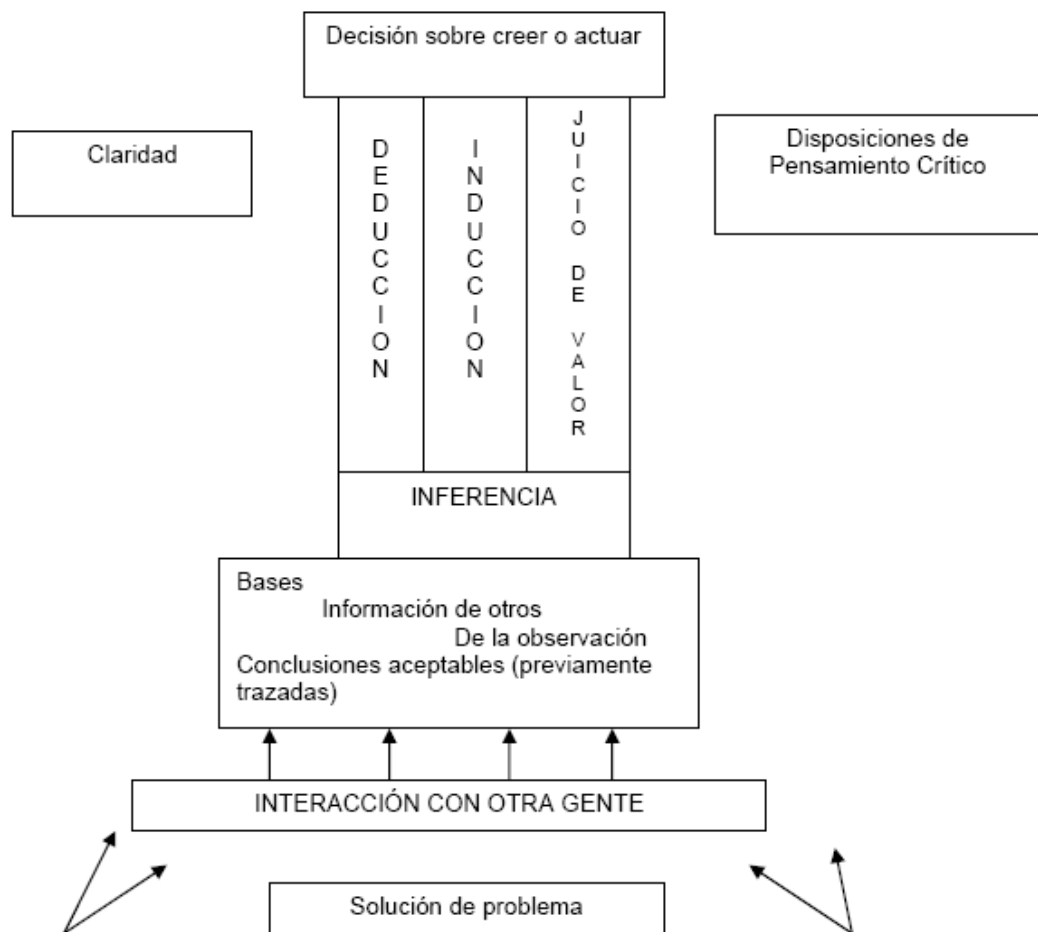 Decisión sobre creer o actuar
Claridad
DEDUCCION
INDUCCION
JUICIO DE VALOR
Disposiciones de
Pensamiento Crítico
INFERENCIA
Bases
Información de otros
De la observación
Conclusiones aceptables (previamente
trazadas)
INTERACCIÓN CON OTRA GENTE
Solución de problema